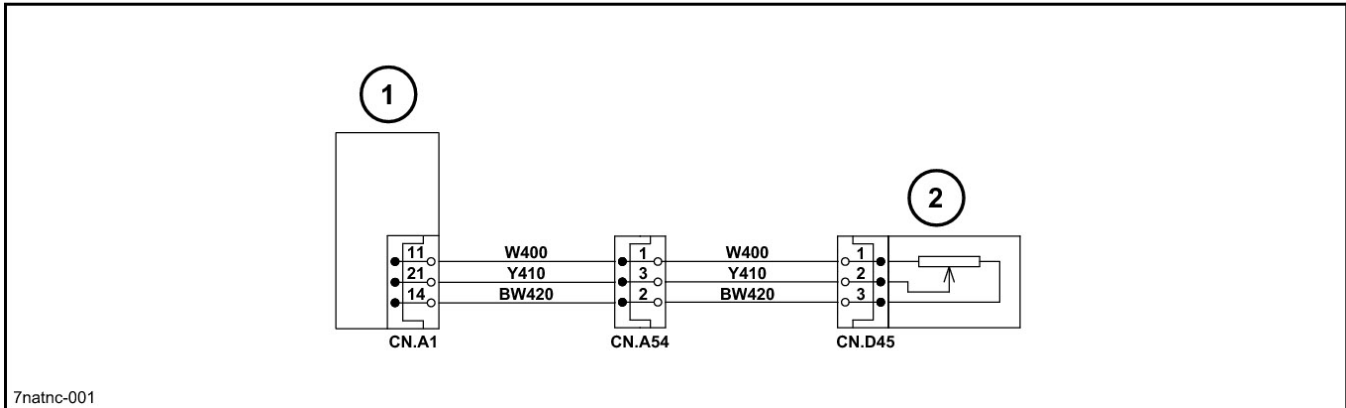 1
2
11 W400 1 W400 1
21 Y410 3 Y410 2
14 BW420 2 BW420 3
CN.A1 CN.A54 CN.D45
7natnc-001